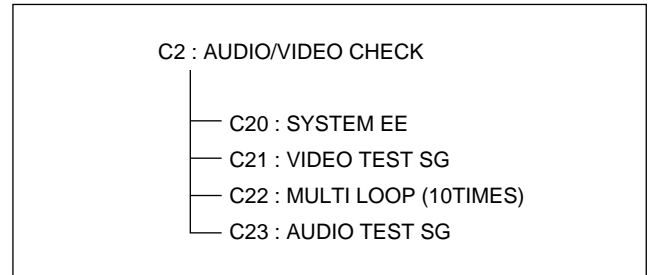 C2 : AUDIO/VIDEO CHECK
C20 : SYSTEM EE
C21 : VIDEO TEST SG
C22 : MULTI LOOP (10TIMES)
C23 : AUDIO TEST SG